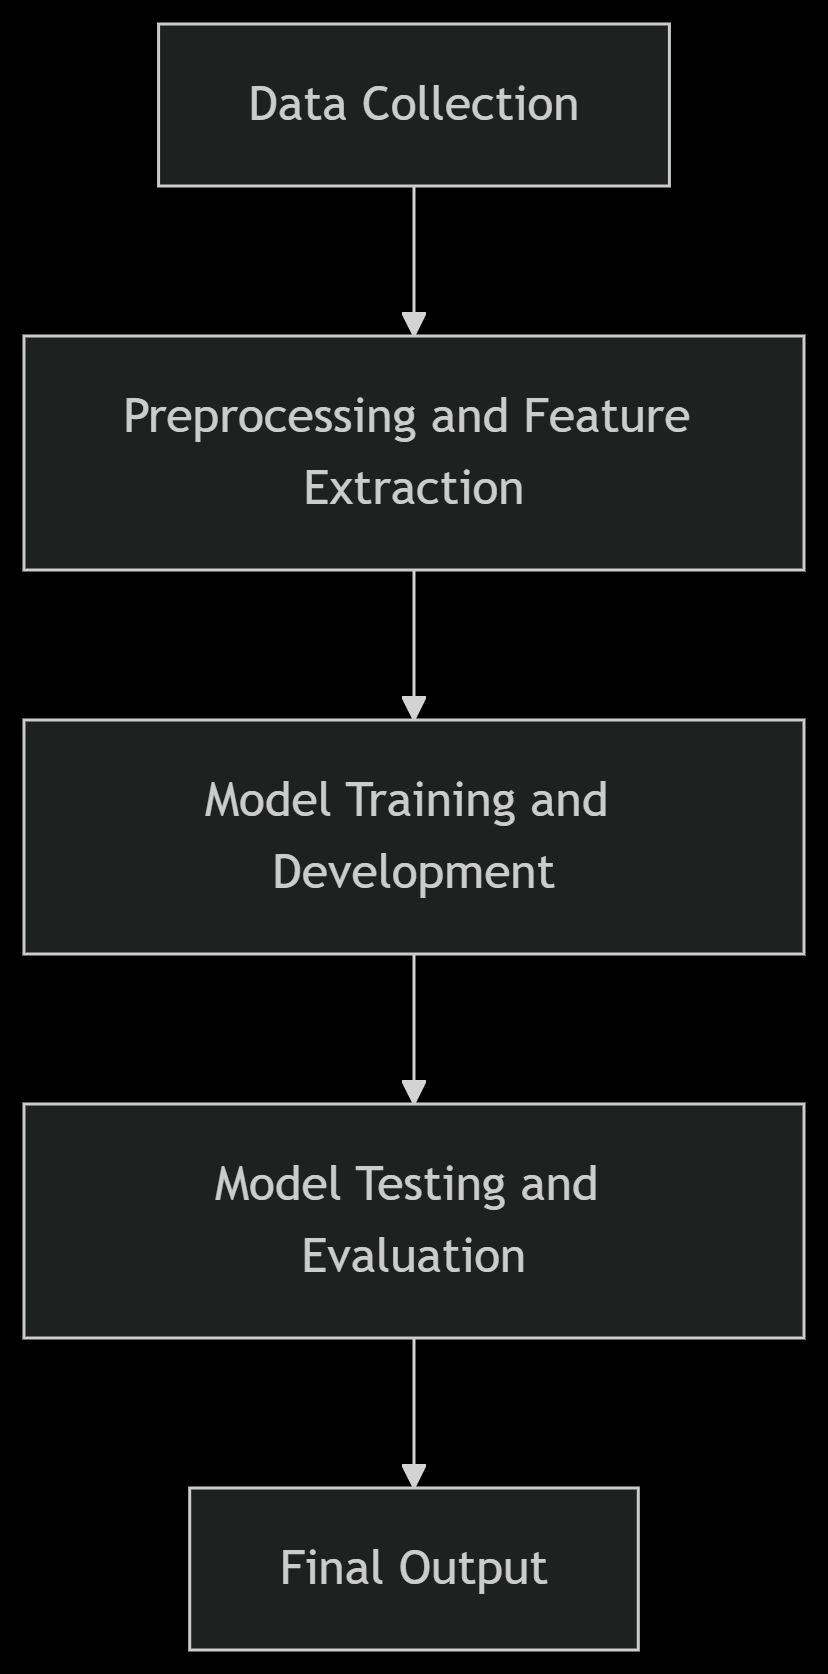 Data Collection
Preprocessing and Feature
Extraction
Model Training and
Development
Model Testing and
Evaluation
Final Output